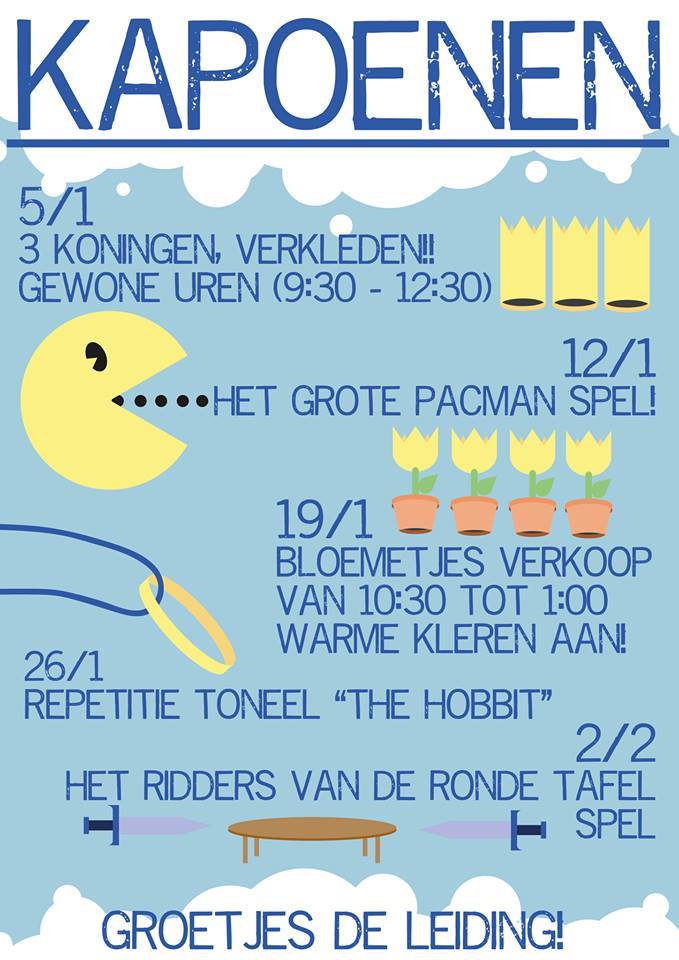 KAPOENEN
5/1
3 KONINGEN, VERKLEDEN!!
GEWONE UREN (9:30 - 12:30)
12/1
HET GROTE PACMAN SPEL!
19/1
BLOEMETJES VERKOOP
VAN 10:30 TOT 1:00
WARME KLEREN AAN!
26/1
REPETITIE TONEEL “THE HOBBIT”
2/2
HET RIDDERS VAN DE RONDE TAFEL
SPEL
GROETJES DE LEIDING!